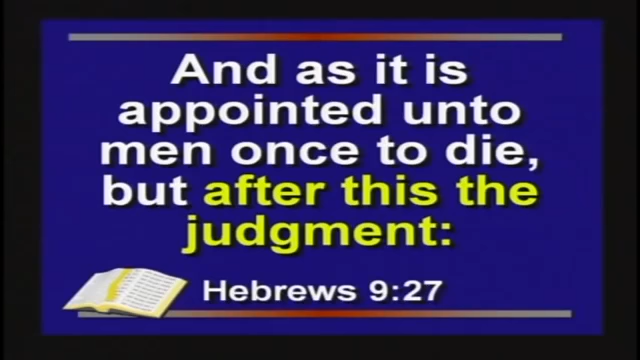 And as it is
appointed unto
men once to die,
but after this the
judgment:
Hebrews 9:27